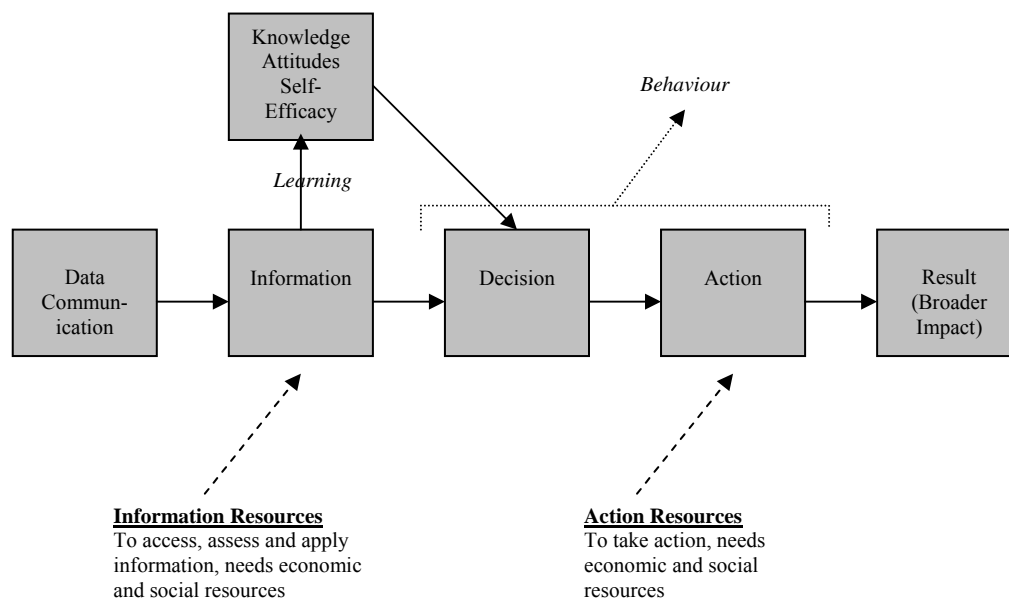 Knowledge
Attitudes
Self-
Efficacy
Behaviour
Learning
Data
Commun-
ication
Information
Decision
Action
Result
(Broader
Impact)
Information Resources
To access, assess and apply
information, needs economic
and social resources
Action Resources
To take action, needs
economic and social
resources